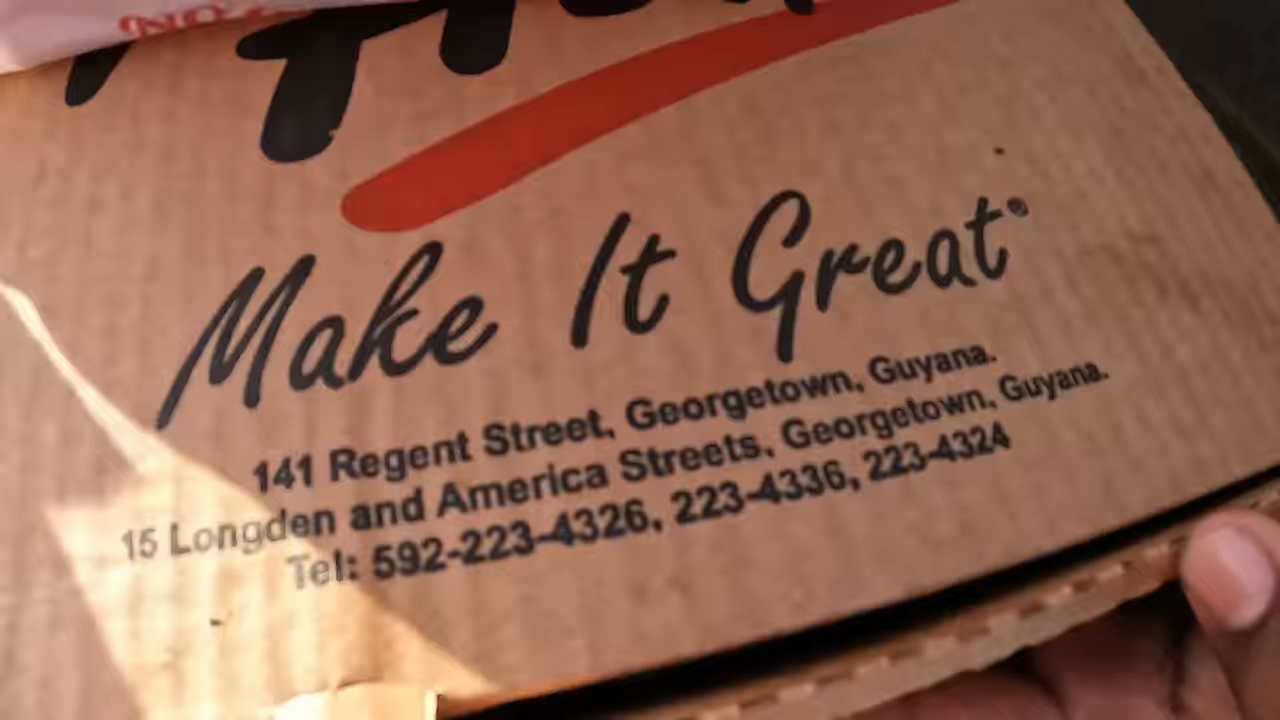 Make It Great®
141 Regent Street, Georgetown, Guyana.
15 Longden and America Streets, Georgetown, Guyana.
Tel: 592-223-4326, 223-4336, 223-4324